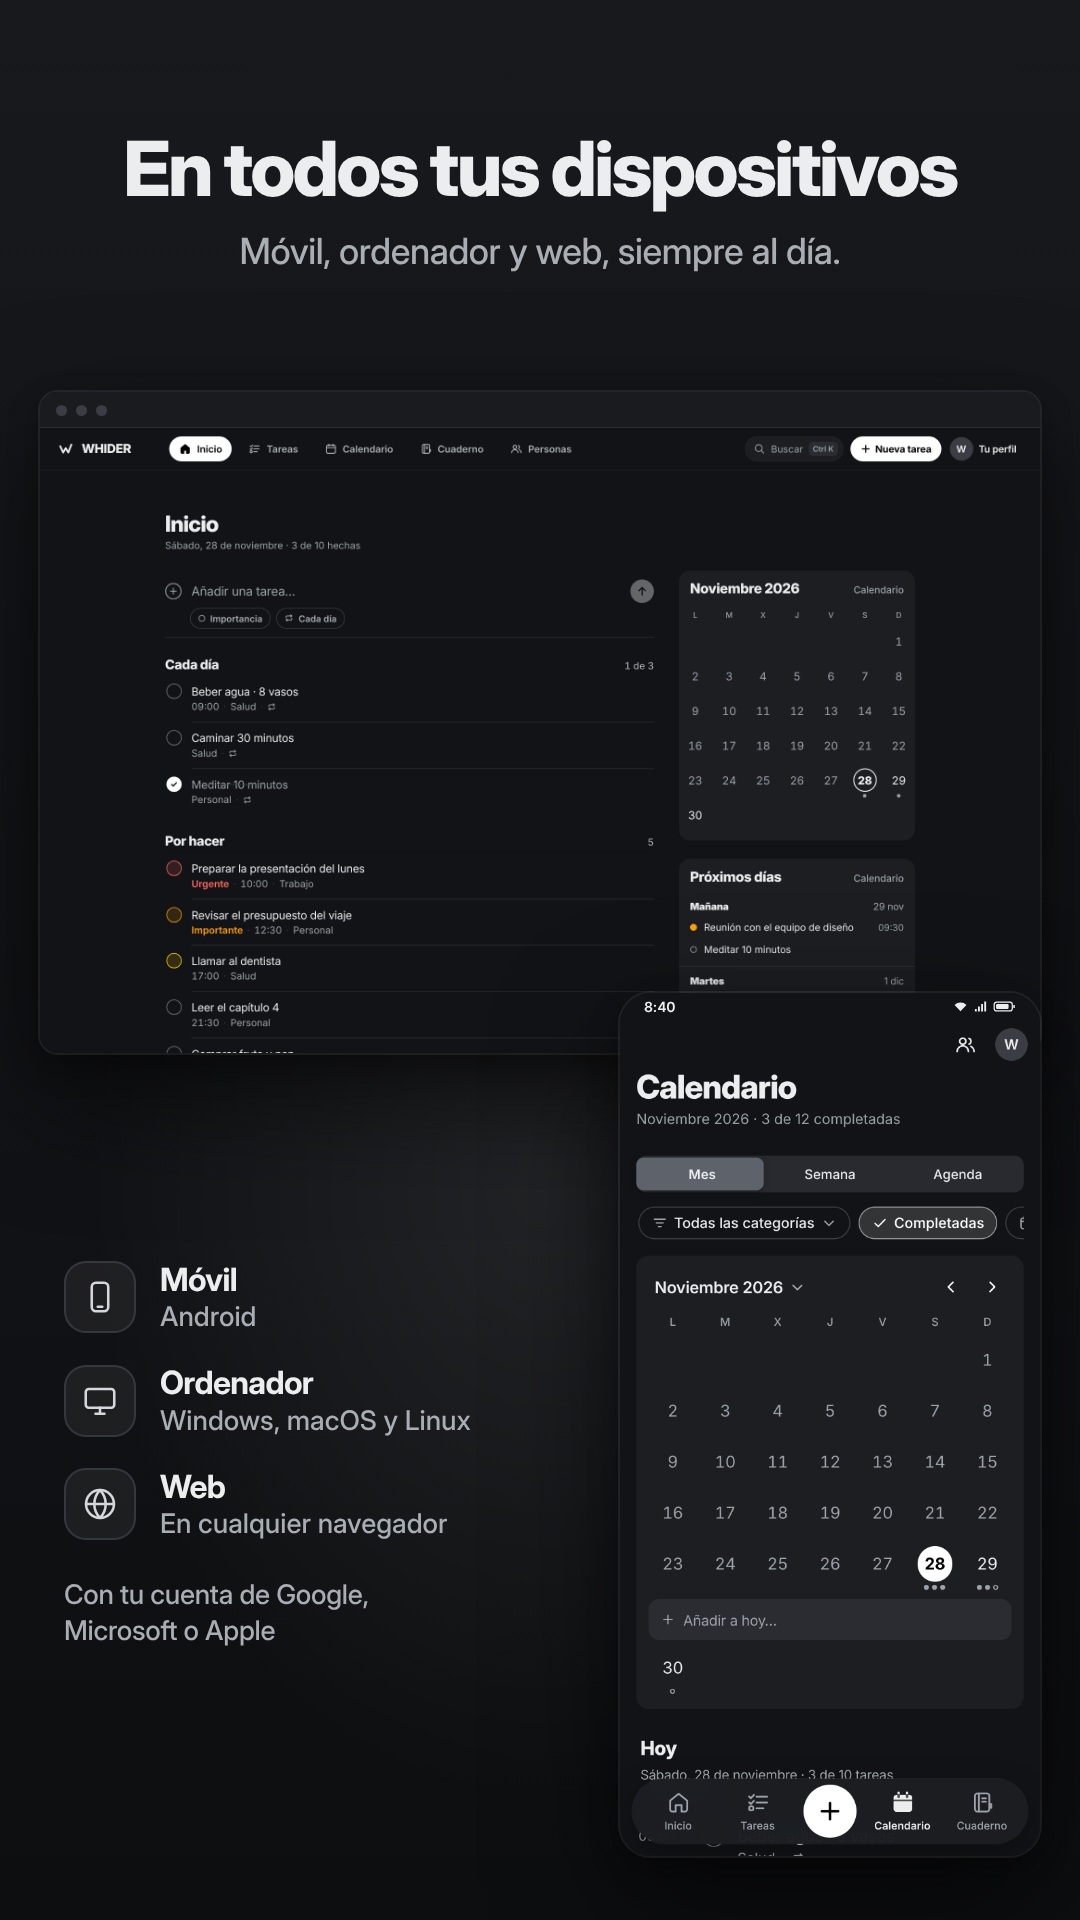 En todos tus dispositivos
Móvil, ordenador y web, siempre al día.
WHIDER
Inicio
Tareas
Calendario
Cuaderno
Personas
Buscar Ctrl K
+ Nueva tarea
W Tu perfil
Inicio
Sábado, 28 de noviembre · 3 de 10 hechas
Añadir una tarea...
Importancia
Cada día
Cada día 1 de 3
Beber agua · 8 vasos
09:00 · Salud
Caminar 30 minutos
Salud
Meditar 10 minutos
Personal
Por hacer 5
Preparar la presentación del lunes
Urgente · 10:00 · Trabajo
Revisar el presupuesto del viaje
Importante · 12:30 · Personal
Llamar al dentista
17:00 · Salud
Leer el capítulo 4
21:30 · Personal
Noviembre 2026 Calendario
L M X J V S D
1
2 3 4 5 6 7 8
9 10 11 12 13 14 15
16 17 18 19 20 21 22
23 24 25 26 27 28 29
30
Próximos días Calendario
Mañana 29 nov
Reunión con el equipo de diseño 09:30
Meditar 10 minutos
Martes 1 dic
8:40
W
Calendario
Noviembre 2026 · 3 de 12 completadas
Mes Semana Agenda
Todas las categorías
Completadas
Noviembre 2026
L M X J V S D
1
2 3 4 5 6 7 8
9 10 11 12 13 14 15
16 17 18 19 20 21 22
23 24 25 26 27 28 29
+ Añadir a hoy...
30
Hoy
Sábado, 28 de noviembre · 3 de 10 tareas
Inicio
Tareas
+
Calendario
Cuaderno
Móvil
Android
Ordenador
Windows, macOS y Linux
Web
En cualquier navegador
Con tu cuenta de Google,
Microsoft o Apple